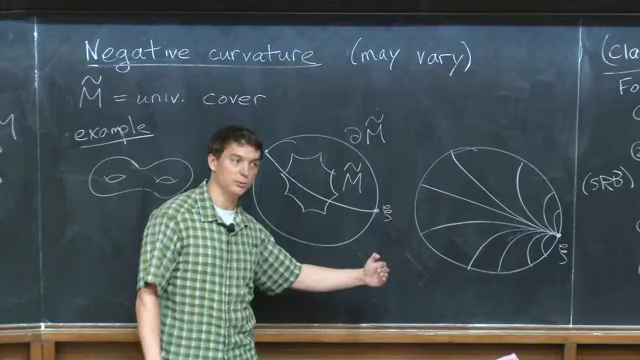 Negative curvature (may vary)
M̃ = univ. cover
example
∂M̃
M̃
ξ
ξ
M
(Cla
Fo
(SRB)